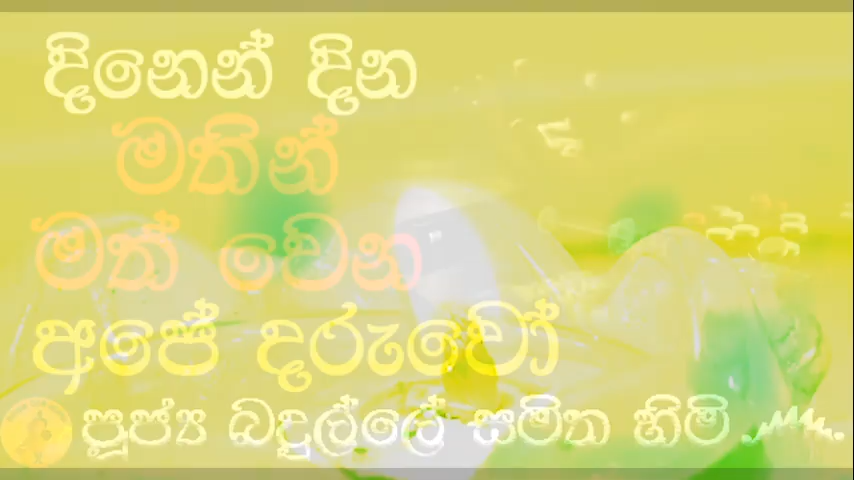 දිනෙන් දින
මතින්
මත් වෙන
අපේ දරුවෝ
පූජ්‍ය බදුල්ලේ සමිත හිමි